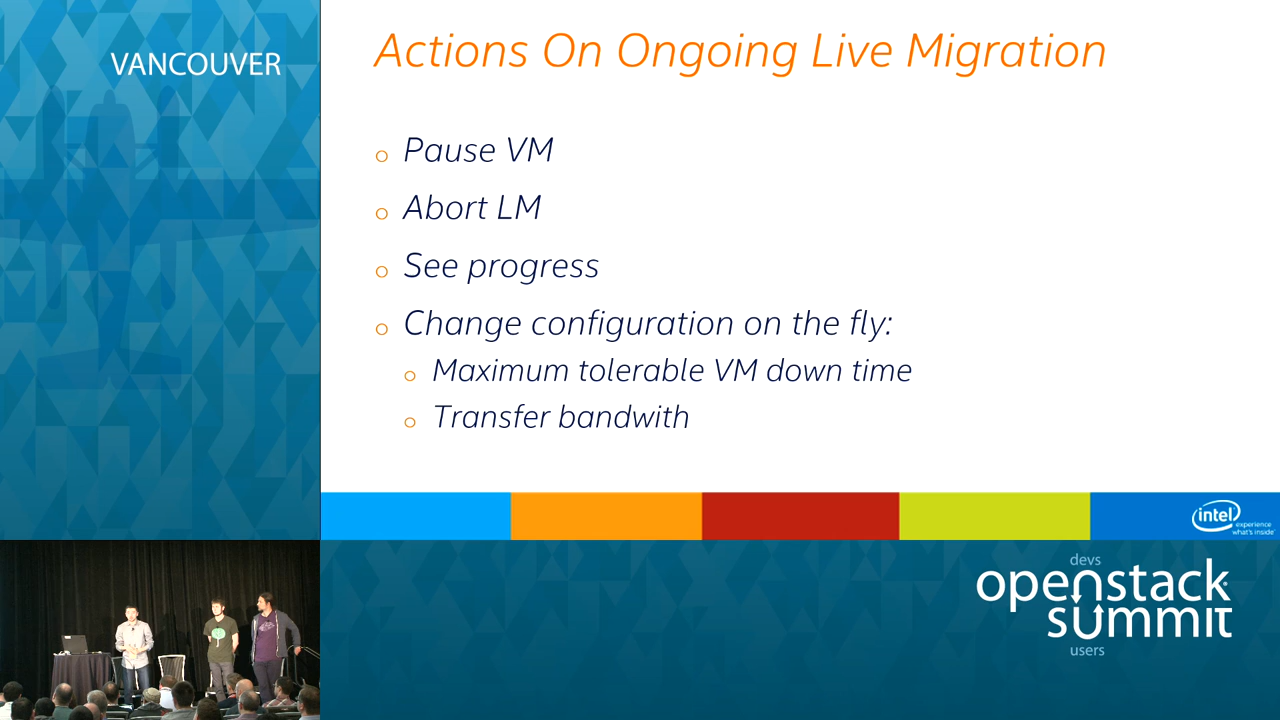 VANCOUVER
Actions On Ongoing Live Migration
o Pause VM
o Abort LM
o See progress
o Change configuration on the fly:
o Maximum tolerable VM down time
o Transfer bandwith
intel
experience
what's inside™
devs
openstack
summit
users